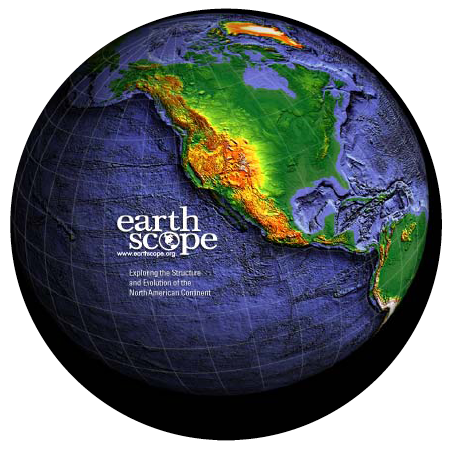 earth
scope
www.earthscope.org
Exploring the Structure
and Evolution of the
North American Continent